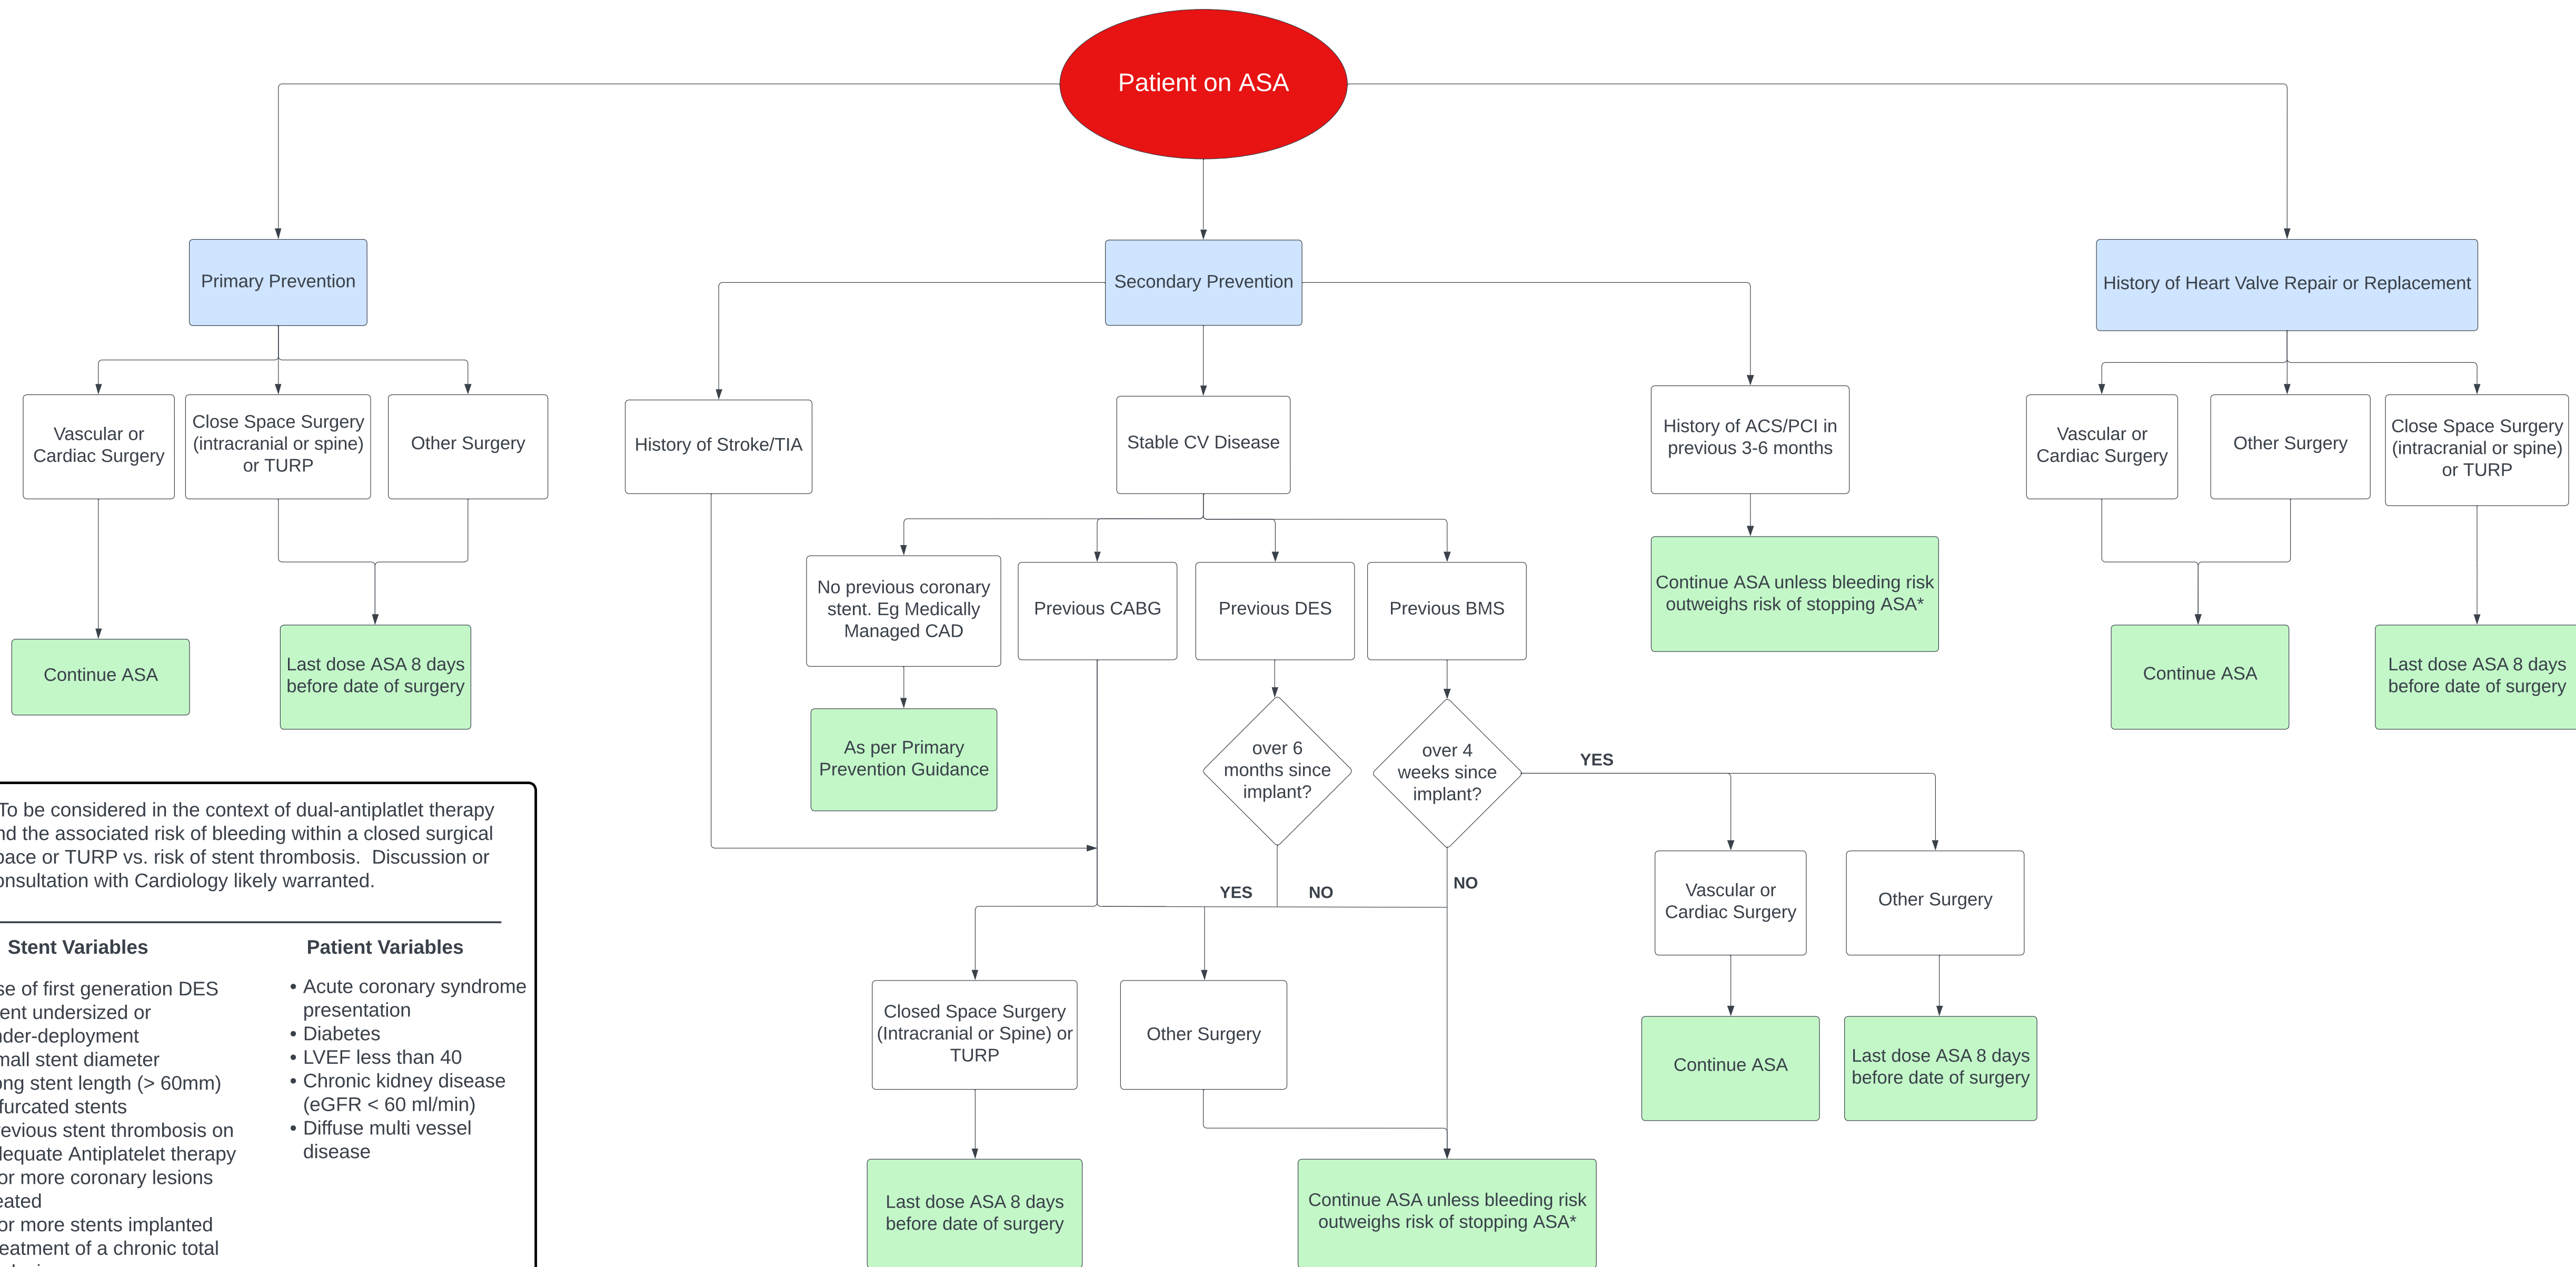 Patient on ASA
Primary Prevention
Secondary Prevention
History of Heart Valve Repair or Replacement
Vascular or
Cardiac Surgery
Close Space Surgery
(intracranial or spine)
or TURP
Other Surgery
History of Stroke/TIA
Stable CV Disease
History of ACS/PCI in
previous 3-6 months
Vascular or
Cardiac Surgery
Other Surgery
Close Space Surgery
(intracranial or spine)
or TURP
Continue ASA
Last dose ASA 8 days
before date of surgery
No previous coronary
stent. Eg Medically
Managed CAD
Previous CABG
Previous DES
Previous BMS
Continue ASA unless bleeding risk
outweighs risk of stopping ASA*
Continue ASA
Last dose ASA 8 days
before date of surgery
As per Primary
Prevention Guidance
over 6
months since
implant?
over 4
weeks since
implant?
YES
YES
NO
NO
Vascular or
Cardiac Surgery
Other Surgery
Closed Space Surgery
(Intracranial or Spine) or
TURP
Other Surgery
Continue ASA
Last dose ASA 8 days
before date of surgery
Last dose ASA 8 days
before date of surgery
Continue ASA unless bleeding risk
outweighs risk of stopping ASA*
To be considered in the context of dual-antiplatlet therapy
the associated risk of bleeding within a closed surgical
or TURP vs. risk of stent thrombosis. Discussion or
with Cardiology likely warranted.
Stent Variables
of first generation DES
undersized or
stent diameter
stent length (> 60mm)
stents
stent thrombosis on
Antiplatelet therapy
or more coronary lesions
or more stents implanted
of a chronic total
Patient Variables
• Acute coronary syndrome
presentation
• Diabetes
• LVEF less than 40
• Chronic kidney disease
(eGFR < 60 ml/min)
• Diffuse multi vessel
disease